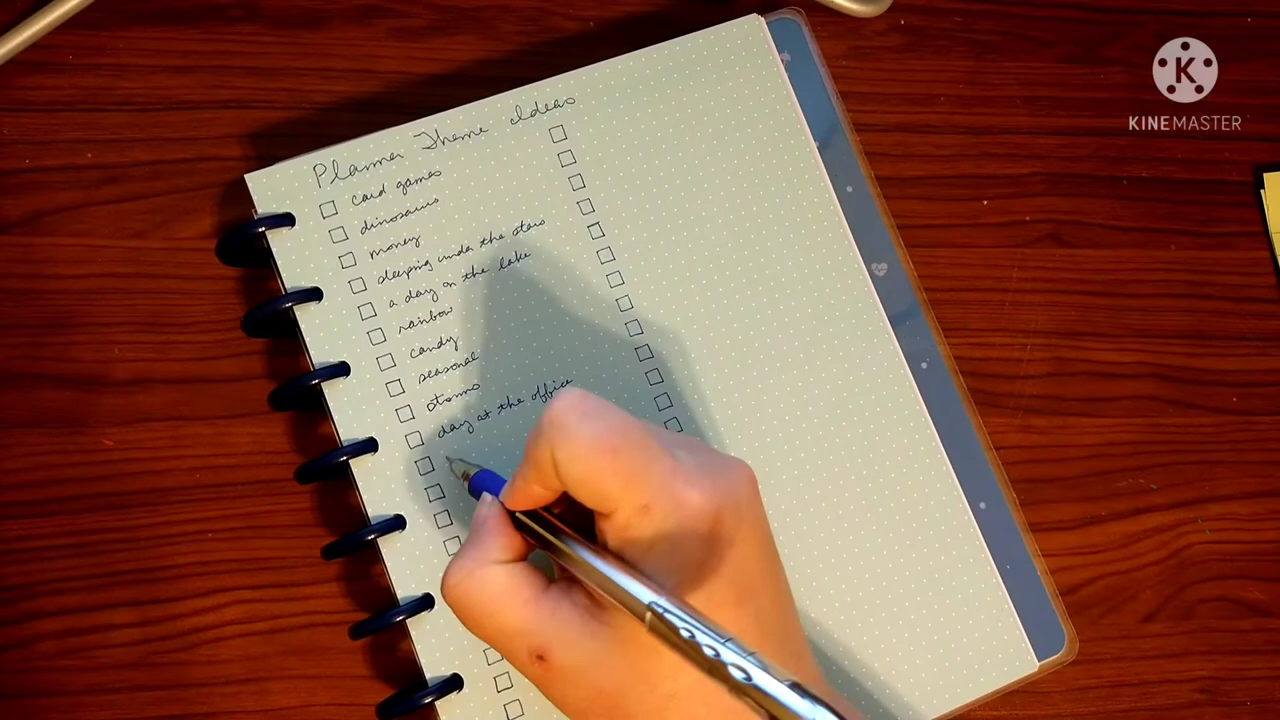 Planner Theme Ideas
card games
dinosaurs
money
sleeping under the stars
a day on the lake
rainbow
candy
seasonal
storms
day at the office
K
KINEMASTER